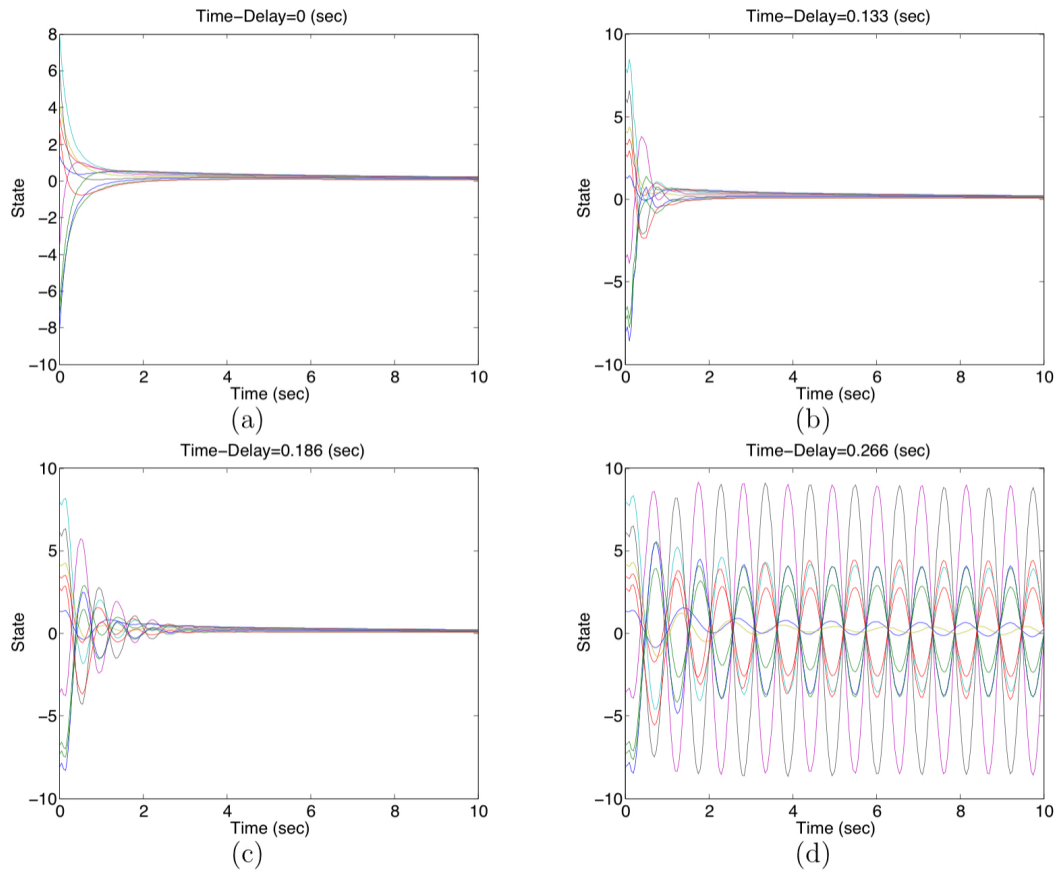 Time−Delay=0 (sec)
8
6
4
2
0
−2
−4
−6
−8
−10
State
0 2 4 6 8 10
Time (sec)
(a)
Time−Delay=0.133 (sec)
10
5
0
−5
−10
State
0 2 4 6 8 10
Time (sec)
(b)
Time−Delay=0.186 (sec)
10
5
0
−5
−10
State
0 2 4 6 8 10
Time (sec)
(c)
Time−Delay=0.266 (sec)
10
5
0
−5
−10
State
0 2 4 6 8 10
Time (sec)
(d)